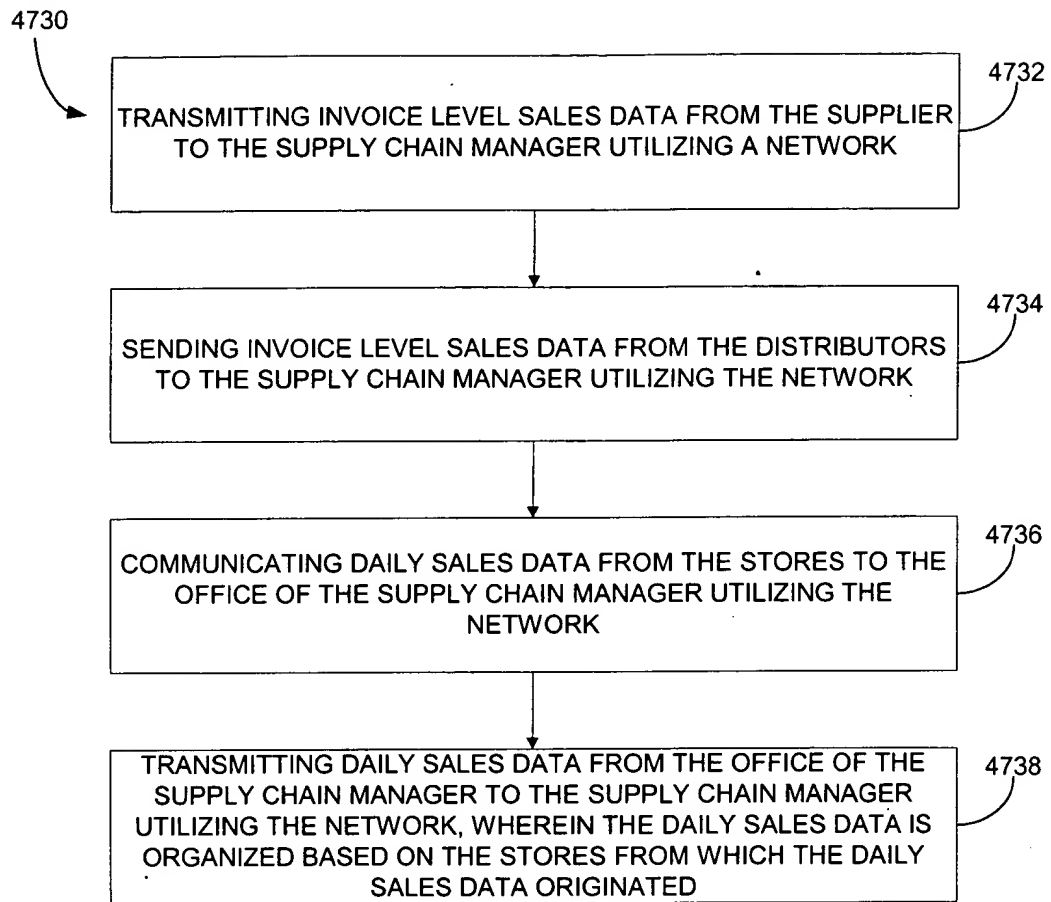 4730
4732
TRANSMITTING INVOICE LEVEL SALES DATA FROM THE SUPPLIER
TO THE SUPPLY CHAIN MANAGER UTILIZING A NETWORK
4734
SENDING INVOICE LEVEL SALES DATA FROM THE DISTRIBUTORS
TO THE SUPPLY CHAIN MANAGER UTILIZING THE NETWORK
4736
COMMUNICATING DAILY SALES DATA FROM THE STORES TO THE
OFFICE OF THE SUPPLY CHAIN MANAGER UTILIZING THE
NETWORK
4738
TRANSMITTING DAILY SALES DATA FROM THE OFFICE OF THE
SUPPLY CHAIN MANAGER TO THE SUPPLY CHAIN MANAGER
UTILIZING THE NETWORK, WHEREIN THE DAILY SALES DATA IS
ORGANIZED BASED ON THE STORES FROM WHICH THE DAILY
SALES DATA ORIGINATED